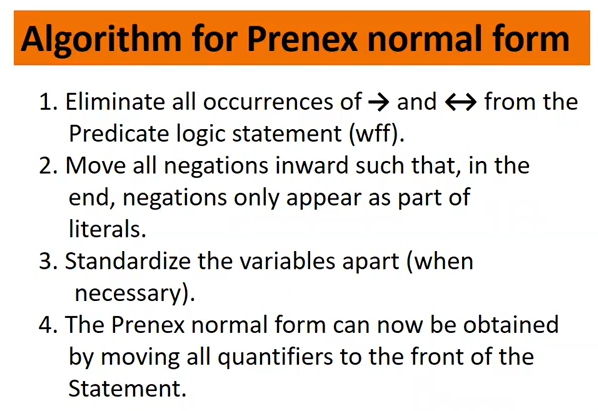 Algorithm for Prenex normal form
1. Eliminate all occurrences of → and ↔ from the
Predicate logic statement (wff).
2. Move all negations inward such that, in the
end, negations only appear as part of
literals.
3. Standardize the variables apart (when
necessary).
4. The Prenex normal form can now be obtained
by moving all quantifiers to the front of the
Statement.